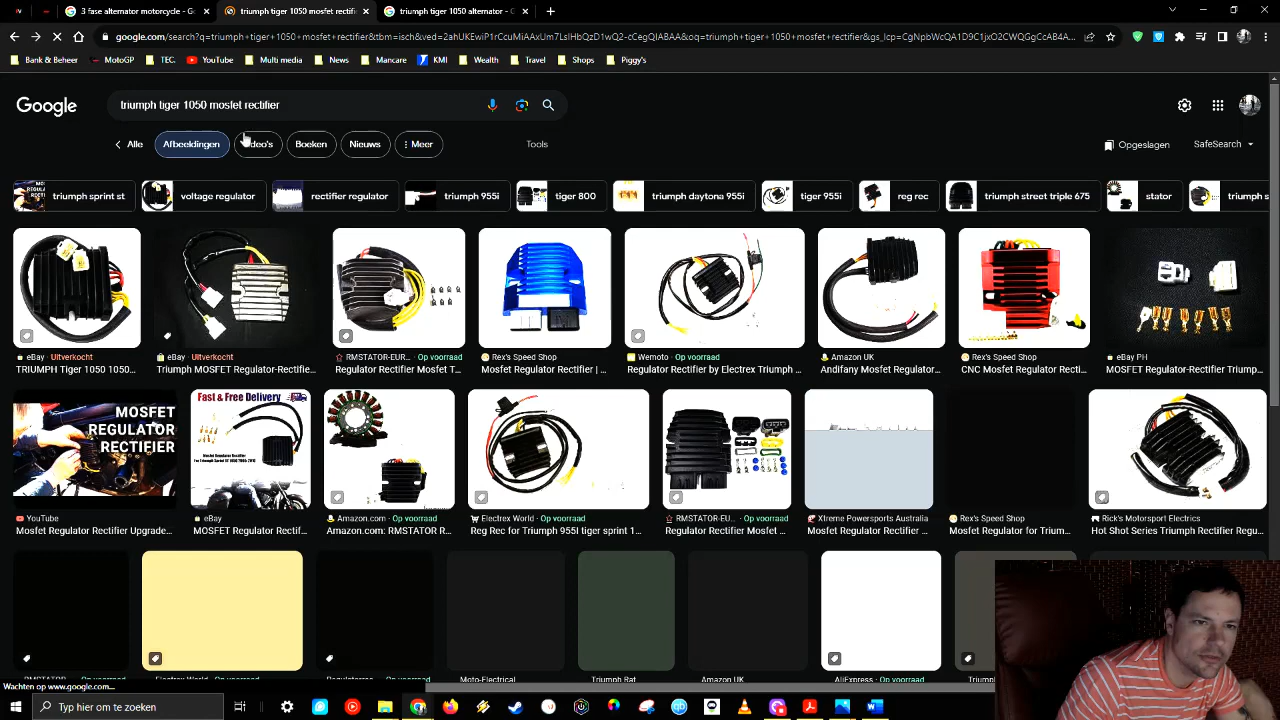 3 fase alternator motorcycle - Go
triumph tiger 1050 mosfet rectifi
triumph tiger 1050 alternator - G
google.com/search?q=triumph+tiger+1050+mosfet+rectifier&tbm=isch&ved=2ahUKEwiP1rCcuMiAAxUm7LsIHbQzD1wQ2-cCegQIABAA&oq=triumph+tiger+1050+mosfet+rectifier&gs_lcp=CgNpbWcQA1D9C1jxO2CWQGgCcAB4A...
Bank & Beheer
MotoGP
TEC.
YouTube
Multi media
News
Mancare
KMI
Wealth
Travel
Shops
Piggy's
Google
triumph tiger 1050 mosfet rectifier
Alle
Afbeeldingen
Boeken
Nieuws
Meer
Tools
Opgeslagen
SafeSearch
triumph sprint st
voltage regulator
rectifier regulator
triumph 955i
tiger 800
triumph daytona 955i
tiger 955i
reg rec
triumph street triple 675
stator
triumph s
eBay · Uitverkocht
TRIUMPH Tiger 1050 1050...
eBay · Uitverkocht
Triumph MOSFET Regulator-Rectifie...
RMSTATOR-EUR... · Op voorraad
Regulator Rectifier Mosfet T...
Rex's Speed Shop
Mosfet Regulator Rectifier | ...
Wemoto · Op voorraad
Regulator Rectifier by Electrex Triumph ...
Amazon UK
Andifany Mosfet Regulator...
Rex's Speed Shop
CNC Mosfet Regulator Recti...
eBay PH
MOSFET Regulator-Rectifier Triump...
MOSFET
REGULATOR
RECTIFIER
Fast & Free Delivery
YouTube
Mosfet Regulator Rectifier Upgrade...
eBay
MOSFET Regulator Rectif...
Amazon.com · Op voorraad
Amazon.com: RMSTATOR R...
Electrex World · Op voorraad
Reg Rec for Triumph 955I tiger sprint 1...
RMSTATOR-EU... · Op voorraad
Regulator Rectifier Mosfet ...
Xtreme Powersports Australia
Mosfet Regulator Rectifier ...
Rex's Speed Shop
Mosfet Regulator for Trium...
Rick's Motorsport Electrics
Hot Shot Series Triumph Rectifier Regu...
Moto-Electrical
Triumph Rat
Amazon UK
Wachten op www.google.com...
Typ hier om te zoeken